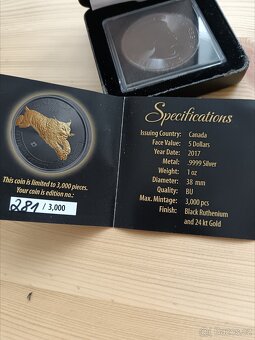 This coin is limited to 3,000 pieces.
Your coin is edition no.:
281 / 3,000
Specifications
Issuing Country: Canada
Face Value: 5 Dollars
Year Date: 2017
Metal: .9999 Silver
Weight: 1 oz
Diameter: 38 mm
Quality: BU
Max. Mintage: 3,000 pcs
Finish: Black Ruthenium
and 24 kt Gold